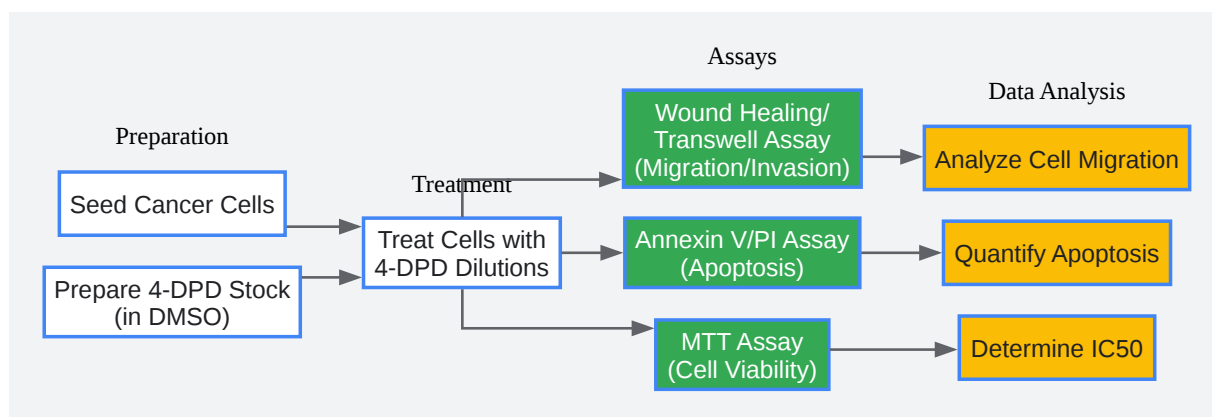 Preparation
Seed Cancer Cells
Prepare 4-DPD Stock
(in DMSO)
Treatment
Treat Cells with
4-DPD Dilutions
Assays
Wound Healing/
Transwell Assay
(Migration/Invasion)
Annexin V/PI Assay
(Apoptosis)
MTT Assay
(Cell Viability)
Data Analysis
Analyze Cell Migration
Quantify Apoptosis
Determine IC50